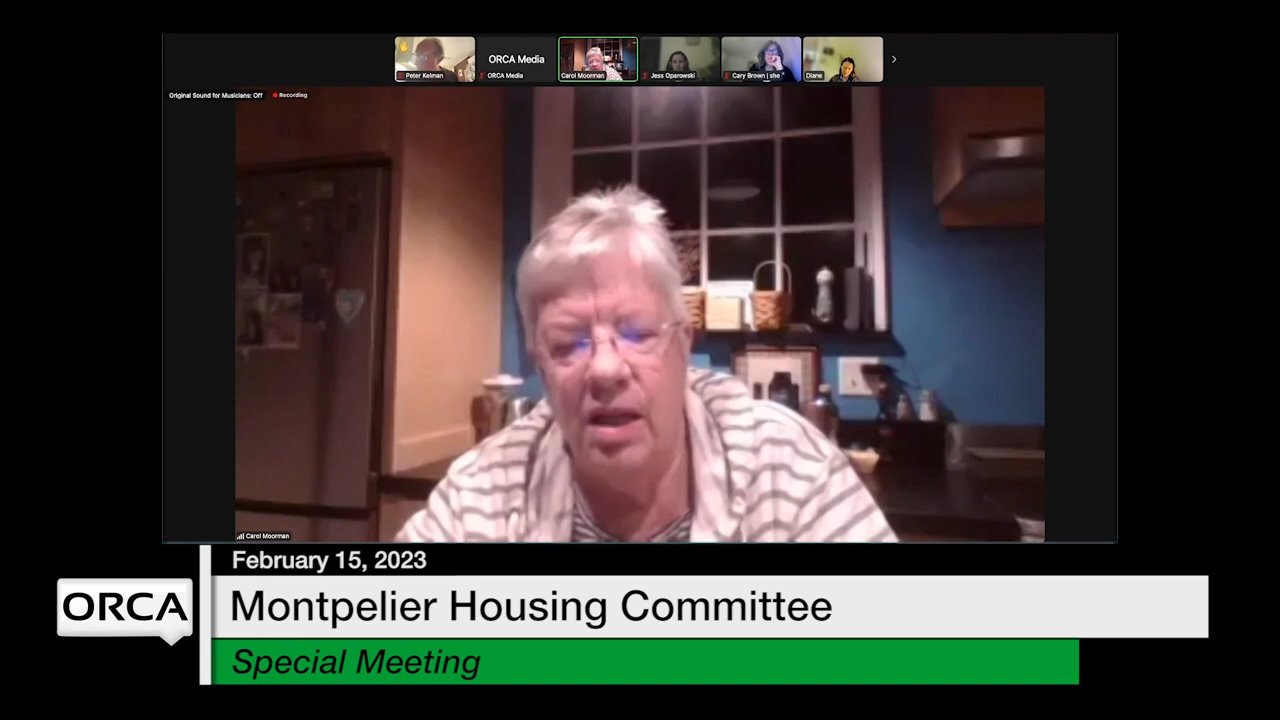 ORCA Media
Peter Kelman
ORCA Media
Carol Moorman
Jess Oparowski
Cary Brown | she
Diane
Original Sound for Musicians: Off
Recording
Carol Moorman
February 15, 2023
ORCA
Montpelier Housing Committee
Special Meeting